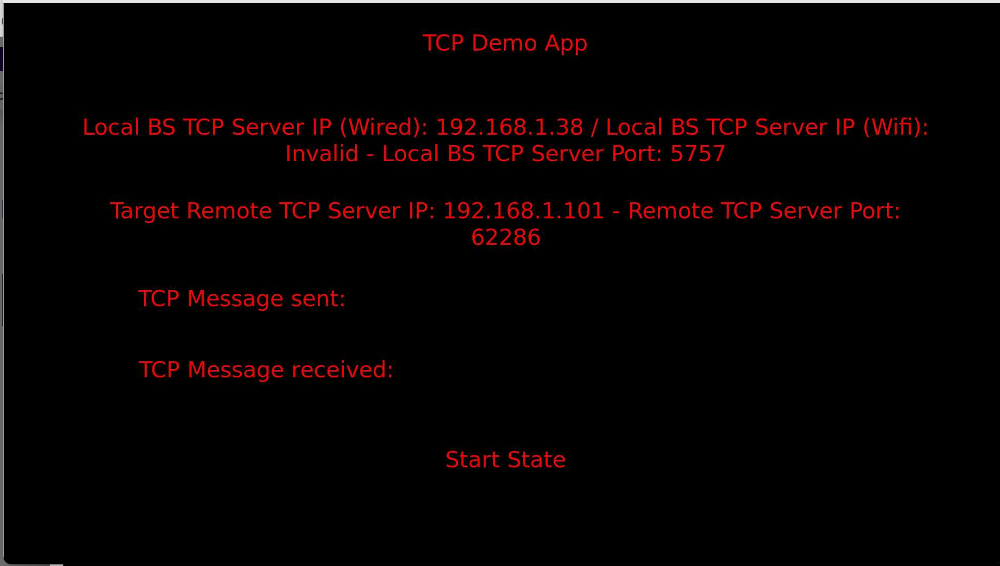 TCP Demo App
Local BS TCP Server IP (Wired): 192.168.1.38 / Local BS TCP Server IP (Wifi):
Invalid - Local BS TCP Server Port: 5757
Target Remote TCP Server IP: 192.168.1.101 - Remote TCP Server Port:
62286
TCP Message sent:
TCP Message received:
Start State